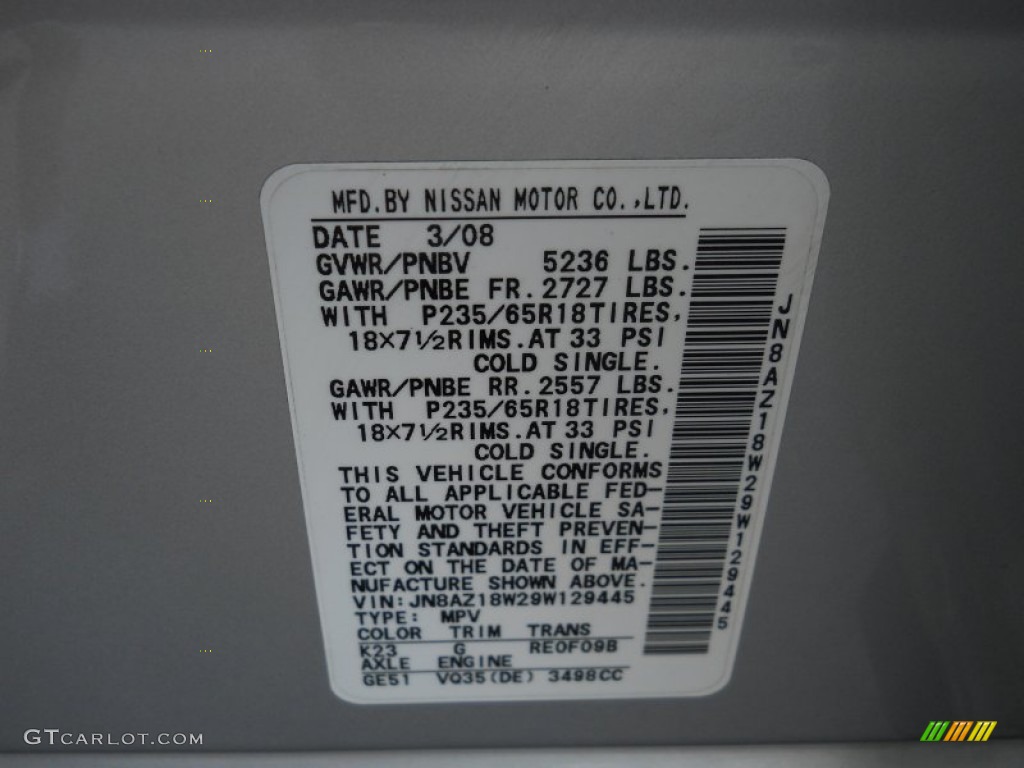 MFD.BY NISSAN MOTOR CO.,LTD.
DATE 3/08
GVWR/PNBV 5236 LBS.
GAWR/PNBE FR.2727 LBS.
WITH P235/65R18TIRES,
18×7½RIMS.AT 33 PSI
COLD SINGLE.
GAWR/PNBE RR.2557 LBS.
WITH P235/65R18TIRES,
18×7½RIMS.AT 33 PSI
COLD SINGLE.
THIS VEHICLE CONFORMS
TO ALL APPLICABLE FED-
ERAL MOTOR VEHICLE SA-
FETY AND THEFT PREVEN-
TION STANDARDS IN EFF-
ECT ON THE DATE OF MA-
NUFACTURE SHOWN ABOVE.
VIN:JN8AZ18W29W129445
TYPE: MPV
COLOR TRIM TRANS
K23 G RE0F09B
AXLE ENGINE
GE51 VQ35(DE) 3498CC
JN8AZ18W29W129445
GTCARLOT.COM